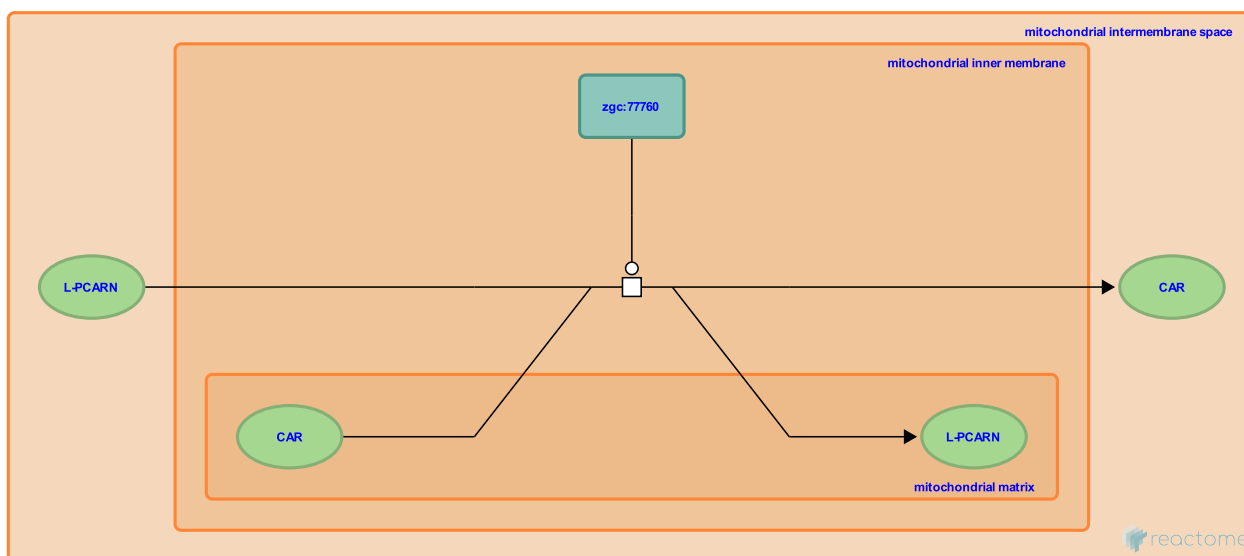 mitochondrial intermembrane space
mitochondrial inner membrane
zgc:77760
L-PCARN
CAR
CAR
L-PCARN
mitochondrial matrix
reactome